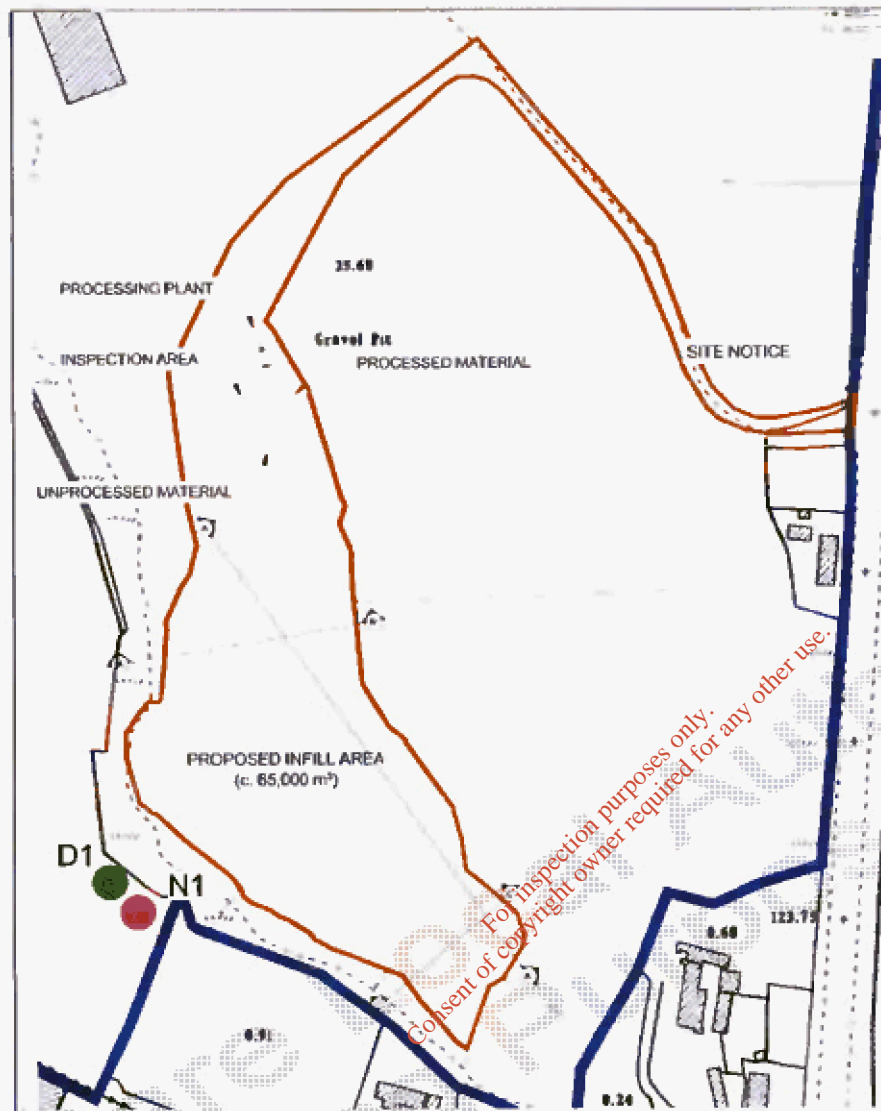 35.60
PROCESSING PLANT
Gravel Pit
INSPECTION AREA
PROCESSED MATERIAL
SITE NOTICE
UNPROCESSED MATERIAL
PROPOSED INFILL AREA
(c. 65,000 m³)
For inspection purposes only.
Consent of copyright owner required for any other use.
D1
N1
0.60
123.75
0.91
0.24